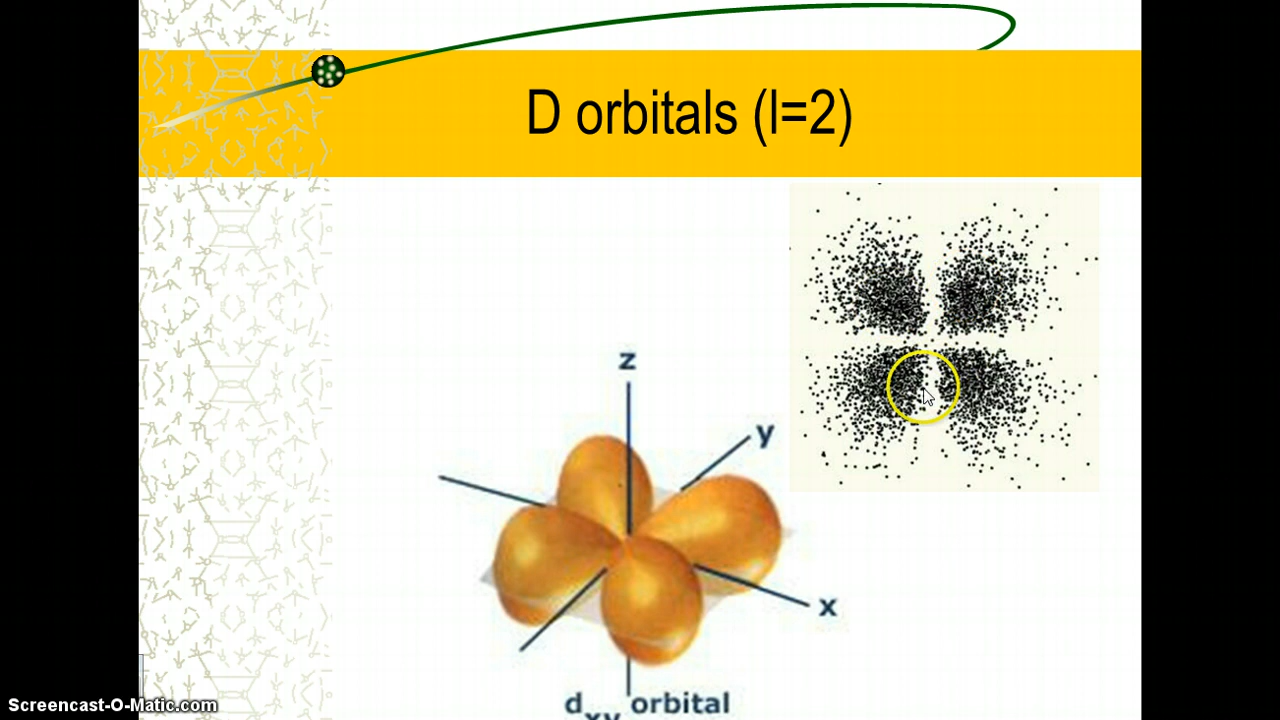 D orbitals (l=2)
z
y
x
dxy orbital
Screencast-O-Matic.com